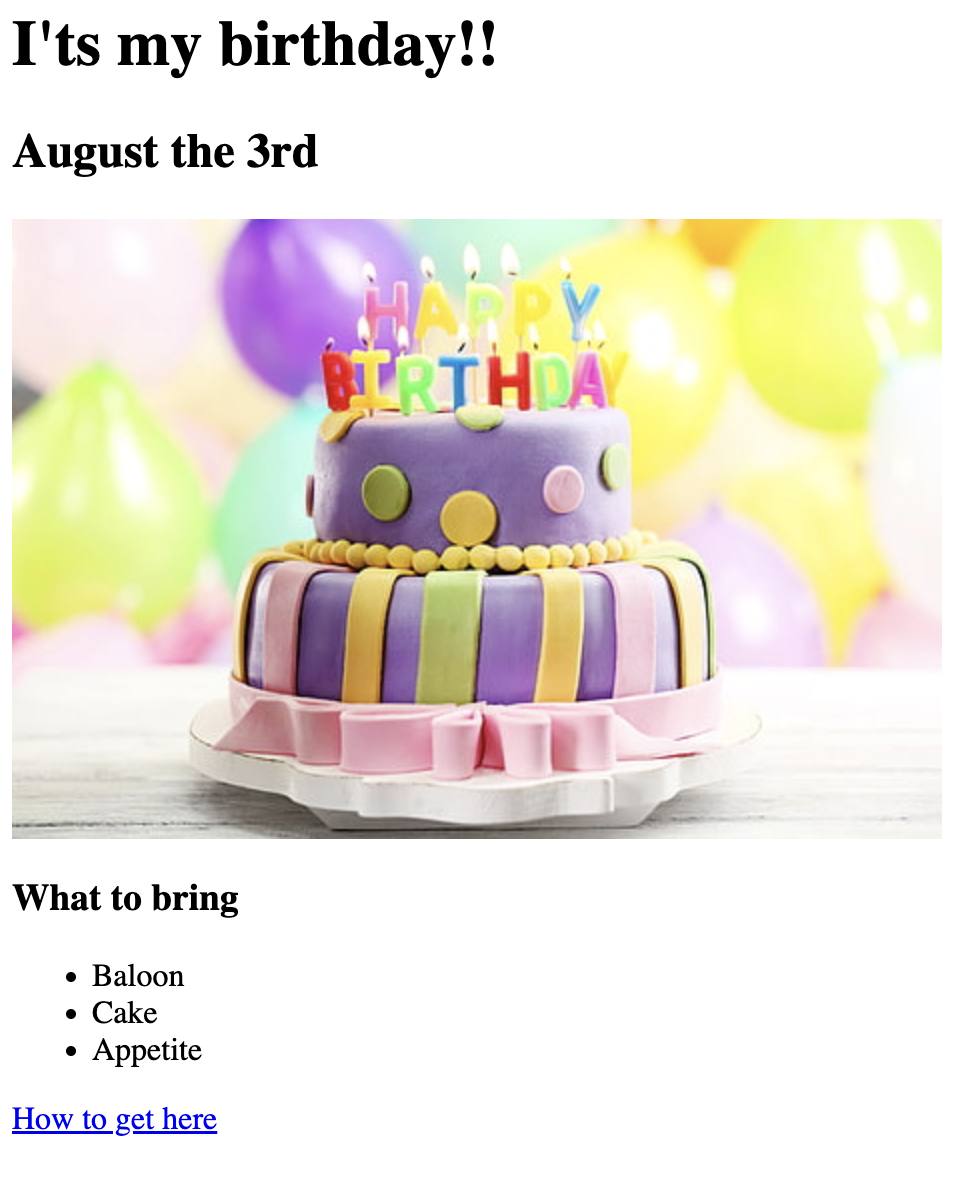 I'ts my birthday!!
August the 3rd
HAPPY
BIRTHDAY
What to bring
Baloon
Cake
Appetite
How to get here